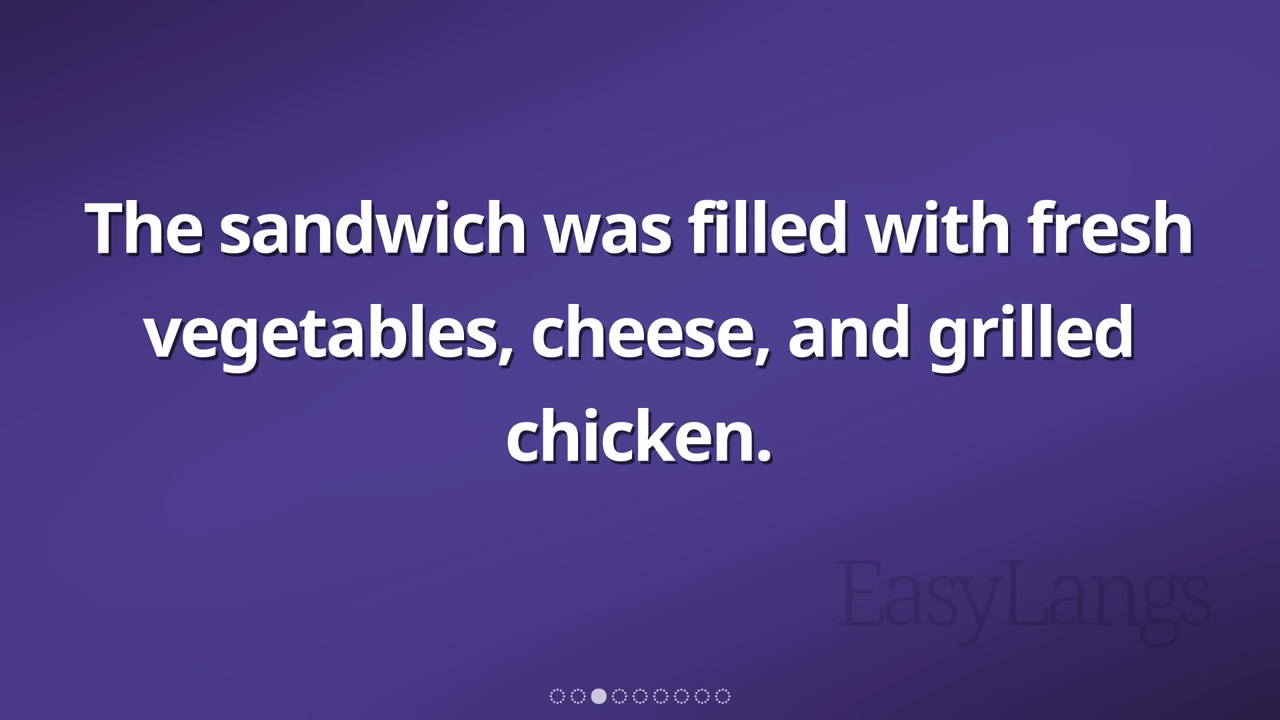 The sandwich was filled with fresh
vegetables, cheese, and grilled
chicken.
EasyLangs